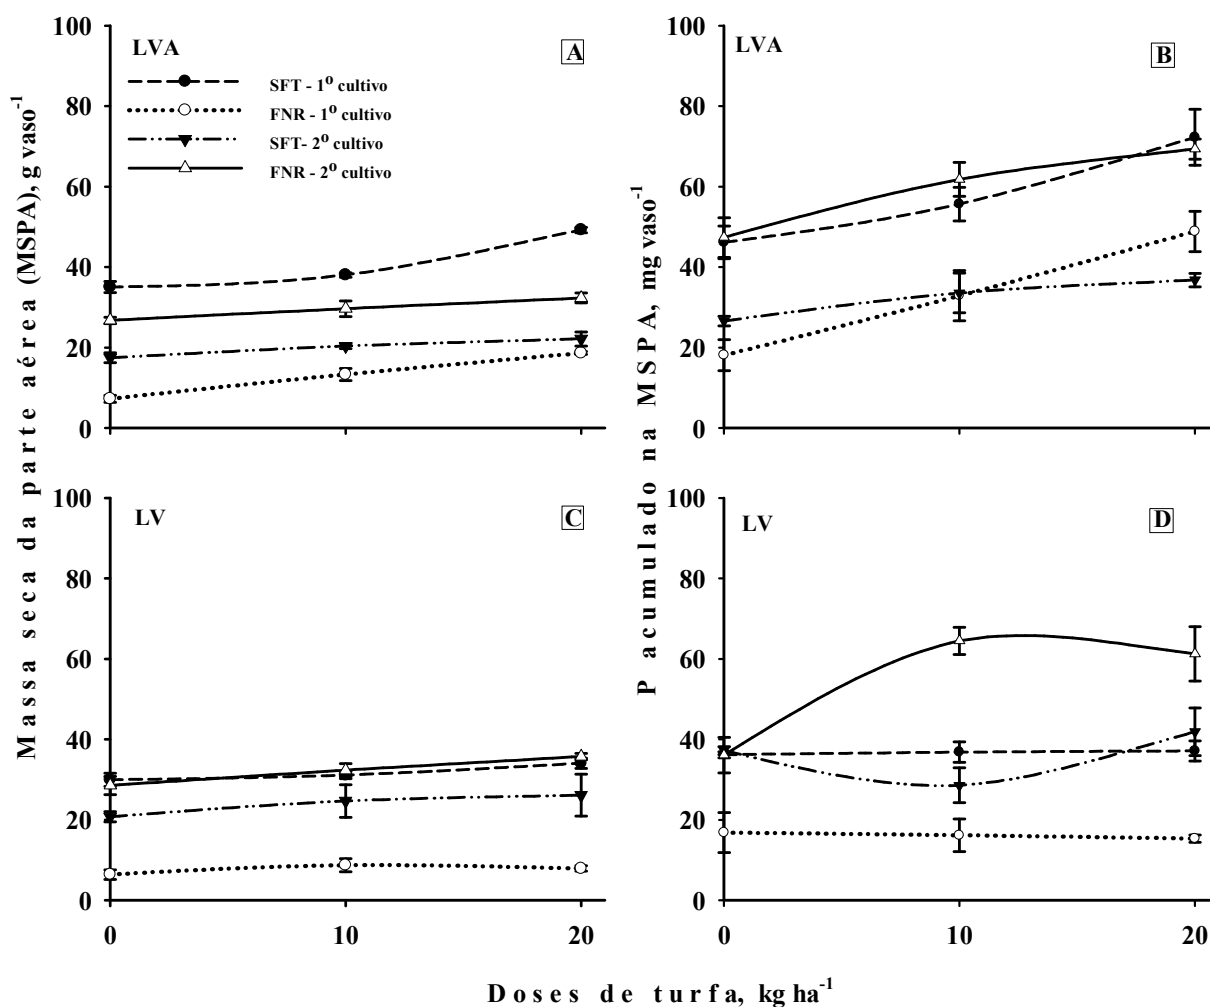 Massa seca da parte aérea (MSPA), g vaso⁻¹
100
80
60
40
20
0
LVA
A
SFT - 1º cultivo
FNR - 1º cultivo
SFT- 2º cultivo
FNR - 2º cultivo
P acumulado na MSPA, mg vaso⁻¹
100
80
60
40
20
0
LVA
B
100
80
60
40
20
0
LV
C
0 10 20
100
80
60
40
20
0
LV
D
0 10 20
Doses de turfa, kg ha⁻¹